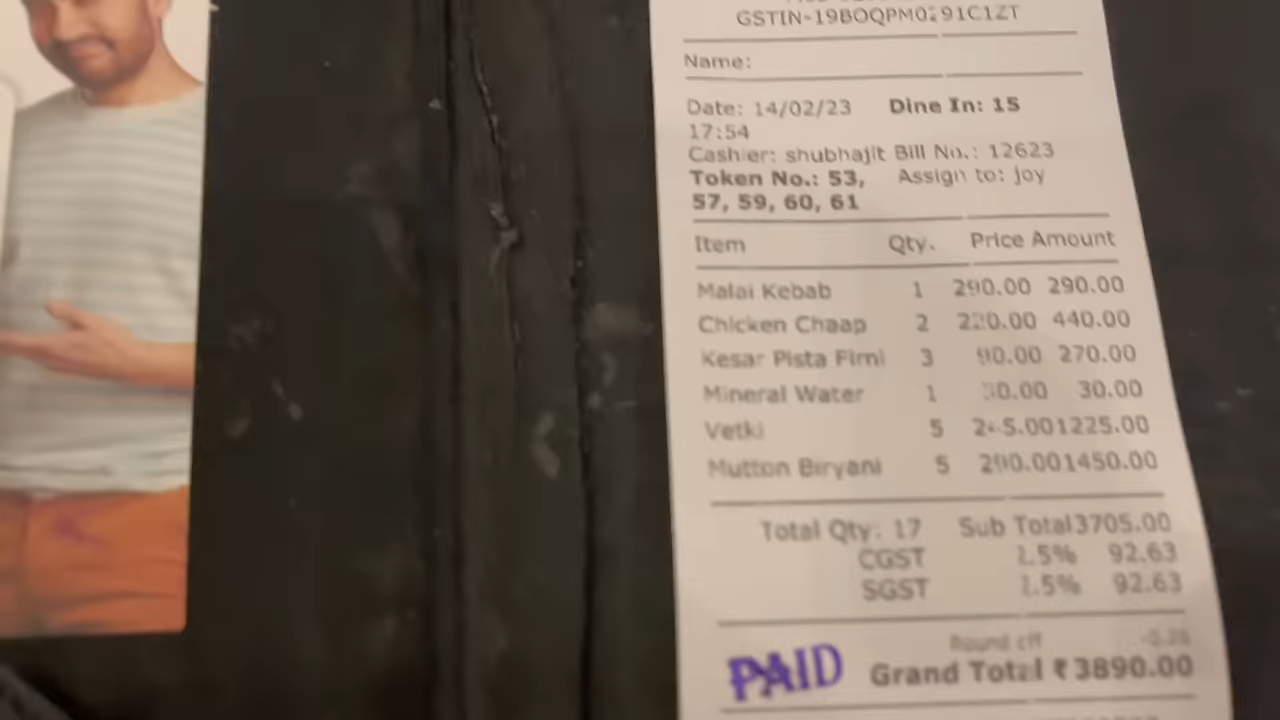 GSTIN-19BOQPM0291C1ZT
Name:
Date: 14/02/23 Dine In: 15
17:54
Cashier: shubhajit Bill No.: 12623
Token No.: 53, Assign to: joy
57, 59, 60, 61
Item Qty. Price Amount
Malai Kebab 1 290.00 290.00
Chicken Chaap 2 220.00 440.00
Kesar Pista Firni 3 90.00 270.00
Mineral Water 1 30.00 30.00
Vetki 5 245.00 1225.00
Mutton Biryani 5 290.00 1450.00
Total Qty: 17 Sub Total 3705.00
CGST 2.5% 92.63
SGST 2.5% 92.63
Round off -0.26
PAID Grand Total ₹3890.00